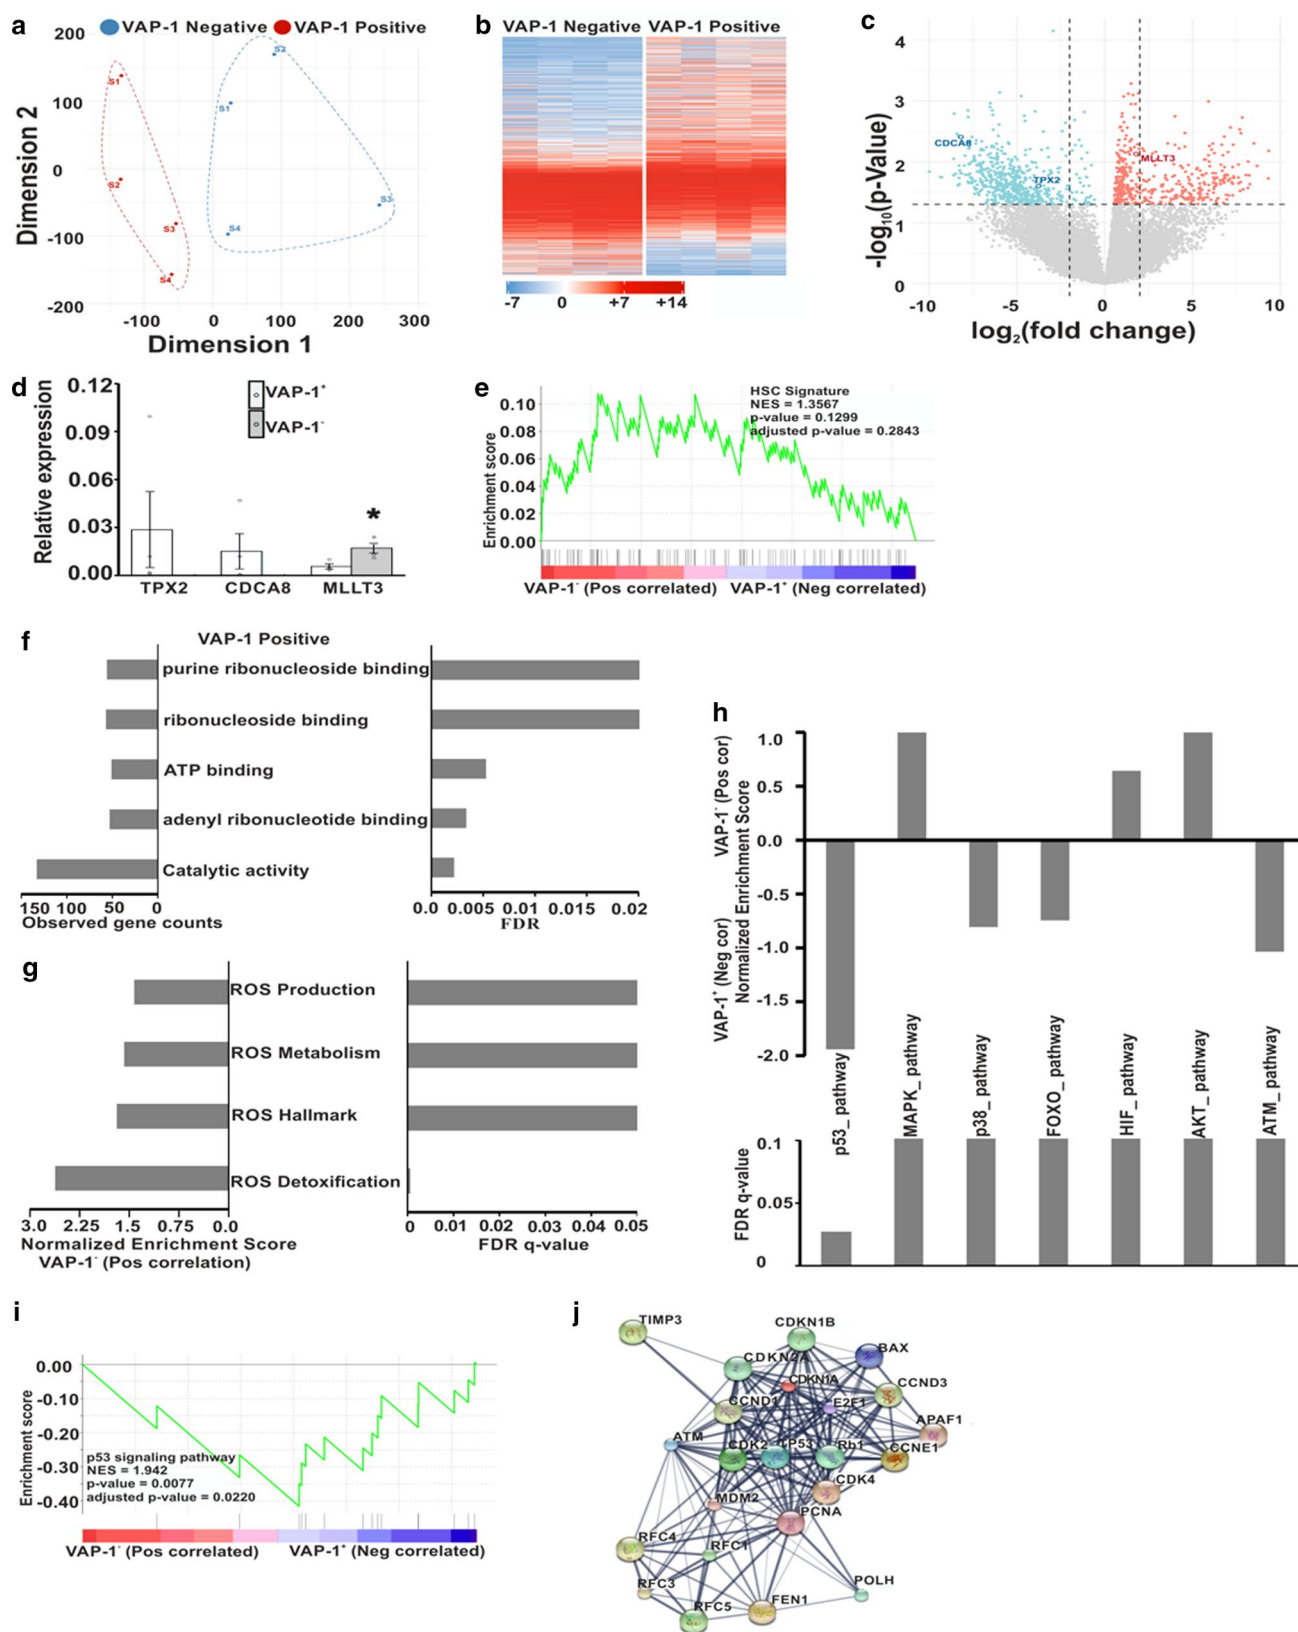 a
VAP-1 Negative VAP-1 Positive
Dimension 2
200
100
0
-100
-200
S1
S2
S3
S4
S1
S2
S3
S4
-100 0 100 200 300
Dimension 1
b
VAP-1 Negative VAP-1 Positive
-7 0 +7 +14
c
-log10(p-Value)
4
3
2
1
0
CDCA8
TPX2
MLLT3
-10 -5 0 5 10
log2(fold change)
d
Relative expression
0.12
0.09
0.06
0.03
0.00
VAP-1+
VAP-1-
*
TPX2 CDCA8 MLLT3
e
Enrichment score
0.10
0.08
0.06
0.04
0.02
0.00
HSC Signature
NES = 1.3567
p-value = 0.1299
adjusted p-value = 0.2843
VAP-1- (Pos correlated) VAP-1+ (Neg correlated)
f
VAP-1 Positive
purine ribonucleoside binding
ribonucleoside binding
ATP binding
adenyl ribonucleotide binding
Catalytic activity
150 100 50 0
Observed gene counts
0.0 0.005 0.01 0.015 0.02
FDR
g
ROS Production
ROS Metabolism
ROS Hallmark
ROS Detoxification
3.0 2.25 1.5 0.75 0.0
Normalized Enrichment Score
VAP-1- (Pos correlation)
0 0.01 0.02 0.03 0.04 0.05
FDR q-value
h
VAP-1+ (Neg cor) VAP-1- (Pos cor)
Normalized Enrichment Score
1.0
0.5
0.0
-0.5
-1.0
-1.5
-2.0
p53_ pathway
MAPK_ pathway
p38_ pathway
FOXO_ pathway
HIF_ pathway
AKT_ pathway
ATM_ pathway
FDR q-value
0.1
0.05
0
i
Enrichment score
0.00
-0.10
-0.20
-0.30
-0.40
p53 signaling pathway
NES = 1.942
p-value = 0.0077
adjusted p-value = 0.0220
VAP-1- (Pos correlated) VAP-1+ (Neg correlated)
j
TIMP3
CDKN1B
CDKN2A
BAX
CDKN1A
CCND3
CCND1
E2F1
APAF1
ATM
CDK2
TP53
Rb1
CCNE1
CDK4
MDM2
PCNA
RFC4
RFC1
RFC3
POLH
RFC5
FEN1